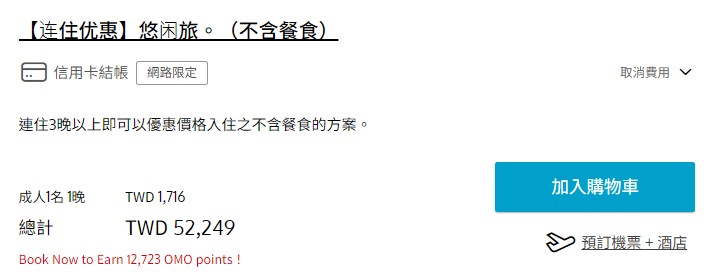 【连住优惠】悠闲旅。（不含餐食）
信用卡結帳 網路限定 取消費用
連住3晚以上即可以優惠價格入住之不含餐食的方案。
加入購物車
成人1名 1晚 TWD 1,716
總計 TWD 52,249
預訂機票 + 酒店
Book Now to Earn 12,723 OMO points！